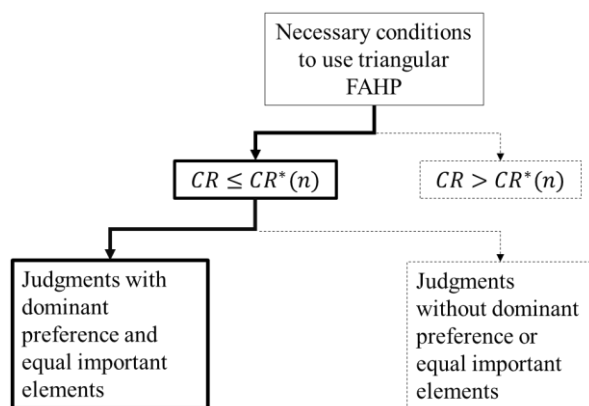 Necessary conditions
to use triangular
FAHP
CR ≤ CR*(n)
CR > CR*(n)
Judgments with
dominant
preference and
equal important
elements
Judgments
without dominant
preference or
equal important
elements